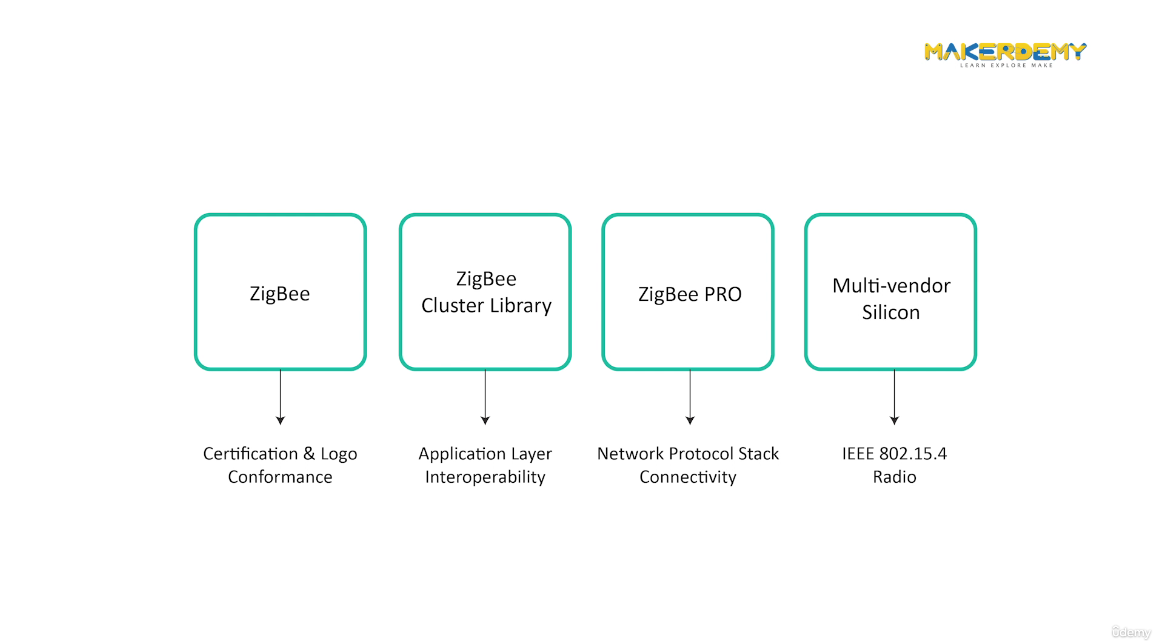 MAKERDEMY
LEARN EXPLORE MAKE
ZigBee
ZigBee
Cluster Library
ZigBee PRO
Multi-vendor
Silicon
Certification & Logo
Conformance
Application Layer
Interoperability
Network Protocol Stack
Connectivity
IEEE 802.15.4
Radio
ûdemy